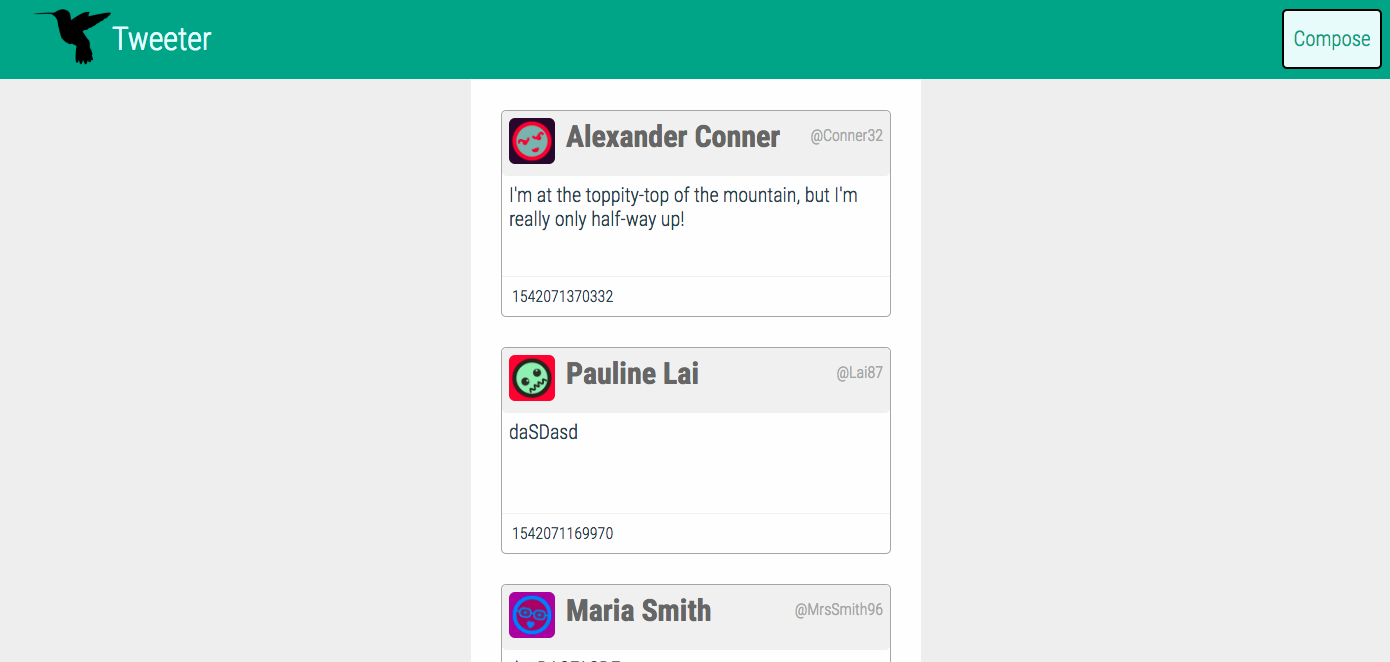 Tweeter
Compose
Alexander Conner
@Conner32
I'm at the toppity-top of the mountain, but I'm
really only half-way up!
1542071370332
Pauline Lai
@Lai87
daSDasd
1542071169970
Maria Smith
@MrsSmith96